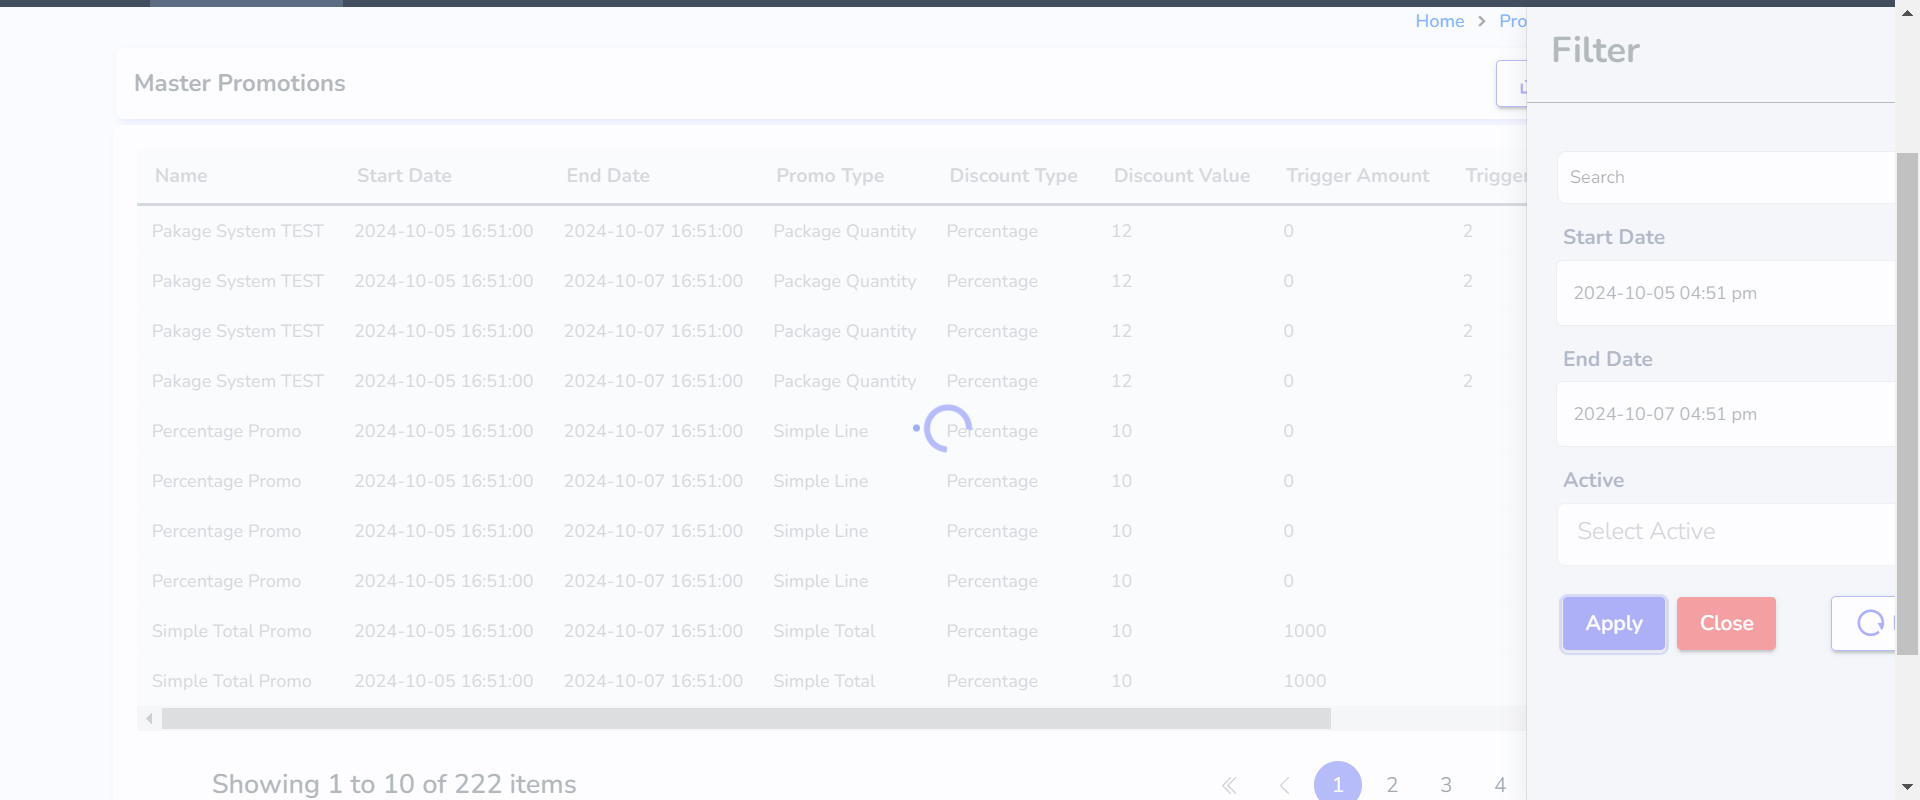 Home > Pro
Filter
Master Promotions
Search
Name Start Date End Date Promo Type Discount Type Discount Value Trigger Amount Trigger
Pakage System TEST 2024-10-05 16:51:00 2024-10-07 16:51:00 Package Quantity Percentage 12 0 2
Pakage System TEST 2024-10-05 16:51:00 2024-10-07 16:51:00 Package Quantity Percentage 12 0 2
Pakage System TEST 2024-10-05 16:51:00 2024-10-07 16:51:00 Package Quantity Percentage 12 0 2
Pakage System TEST 2024-10-05 16:51:00 2024-10-07 16:51:00 Package Quantity Percentage 12 0 2
Percentage Promo 2024-10-05 16:51:00 2024-10-07 16:51:00 Simple Line Percentage 10 0
Percentage Promo 2024-10-05 16:51:00 2024-10-07 16:51:00 Simple Line Percentage 10 0
Percentage Promo 2024-10-05 16:51:00 2024-10-07 16:51:00 Simple Line Percentage 10 0
Percentage Promo 2024-10-05 16:51:00 2024-10-07 16:51:00 Simple Line Percentage 10 0
Simple Total Promo 2024-10-05 16:51:00 2024-10-07 16:51:00 Simple Total Percentage 10 1000
Simple Total Promo 2024-10-05 16:51:00 2024-10-07 16:51:00 Simple Total Percentage 10 1000
Start Date
2024-10-05 04:51 pm
End Date
2024-10-07 04:51 pm
Active
Select Active
Apply Close
Showing 1 to 10 of 222 items
« < 1 2 3 4